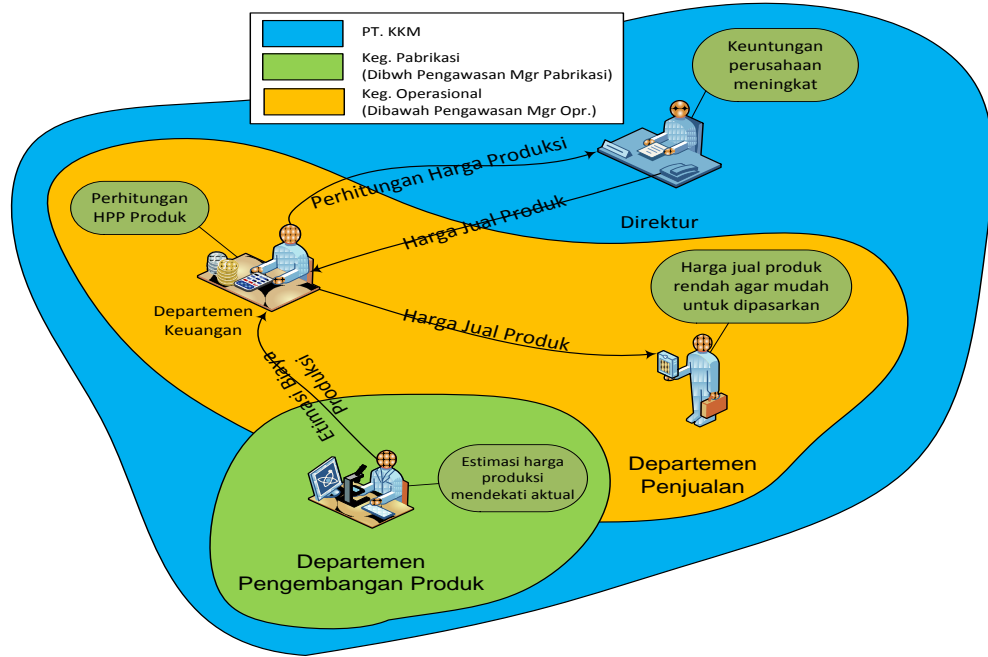 PT. KKM
Keg. Pabrikasi
(Dibwh Pengawasan Mgr Pabrikasi)
Keg. Operasional
(Dibawah Pengawasan Mgr Opr.)
Keuntungan
perusahaan
meningkat
Perhitungan Harga Produksi
Harga Jual Produk
Direktur
Perhitungan
HPP Produk
Departemen
Keuangan
Harga Jual Produk
Harga jual produk
rendah agar mudah
untuk dipasarkan
Etimasi Biaya
Produksi
Estimasi harga
produksi
mendekati aktual
Departemen
Penjualan
Departemen
Pengembangan Produk